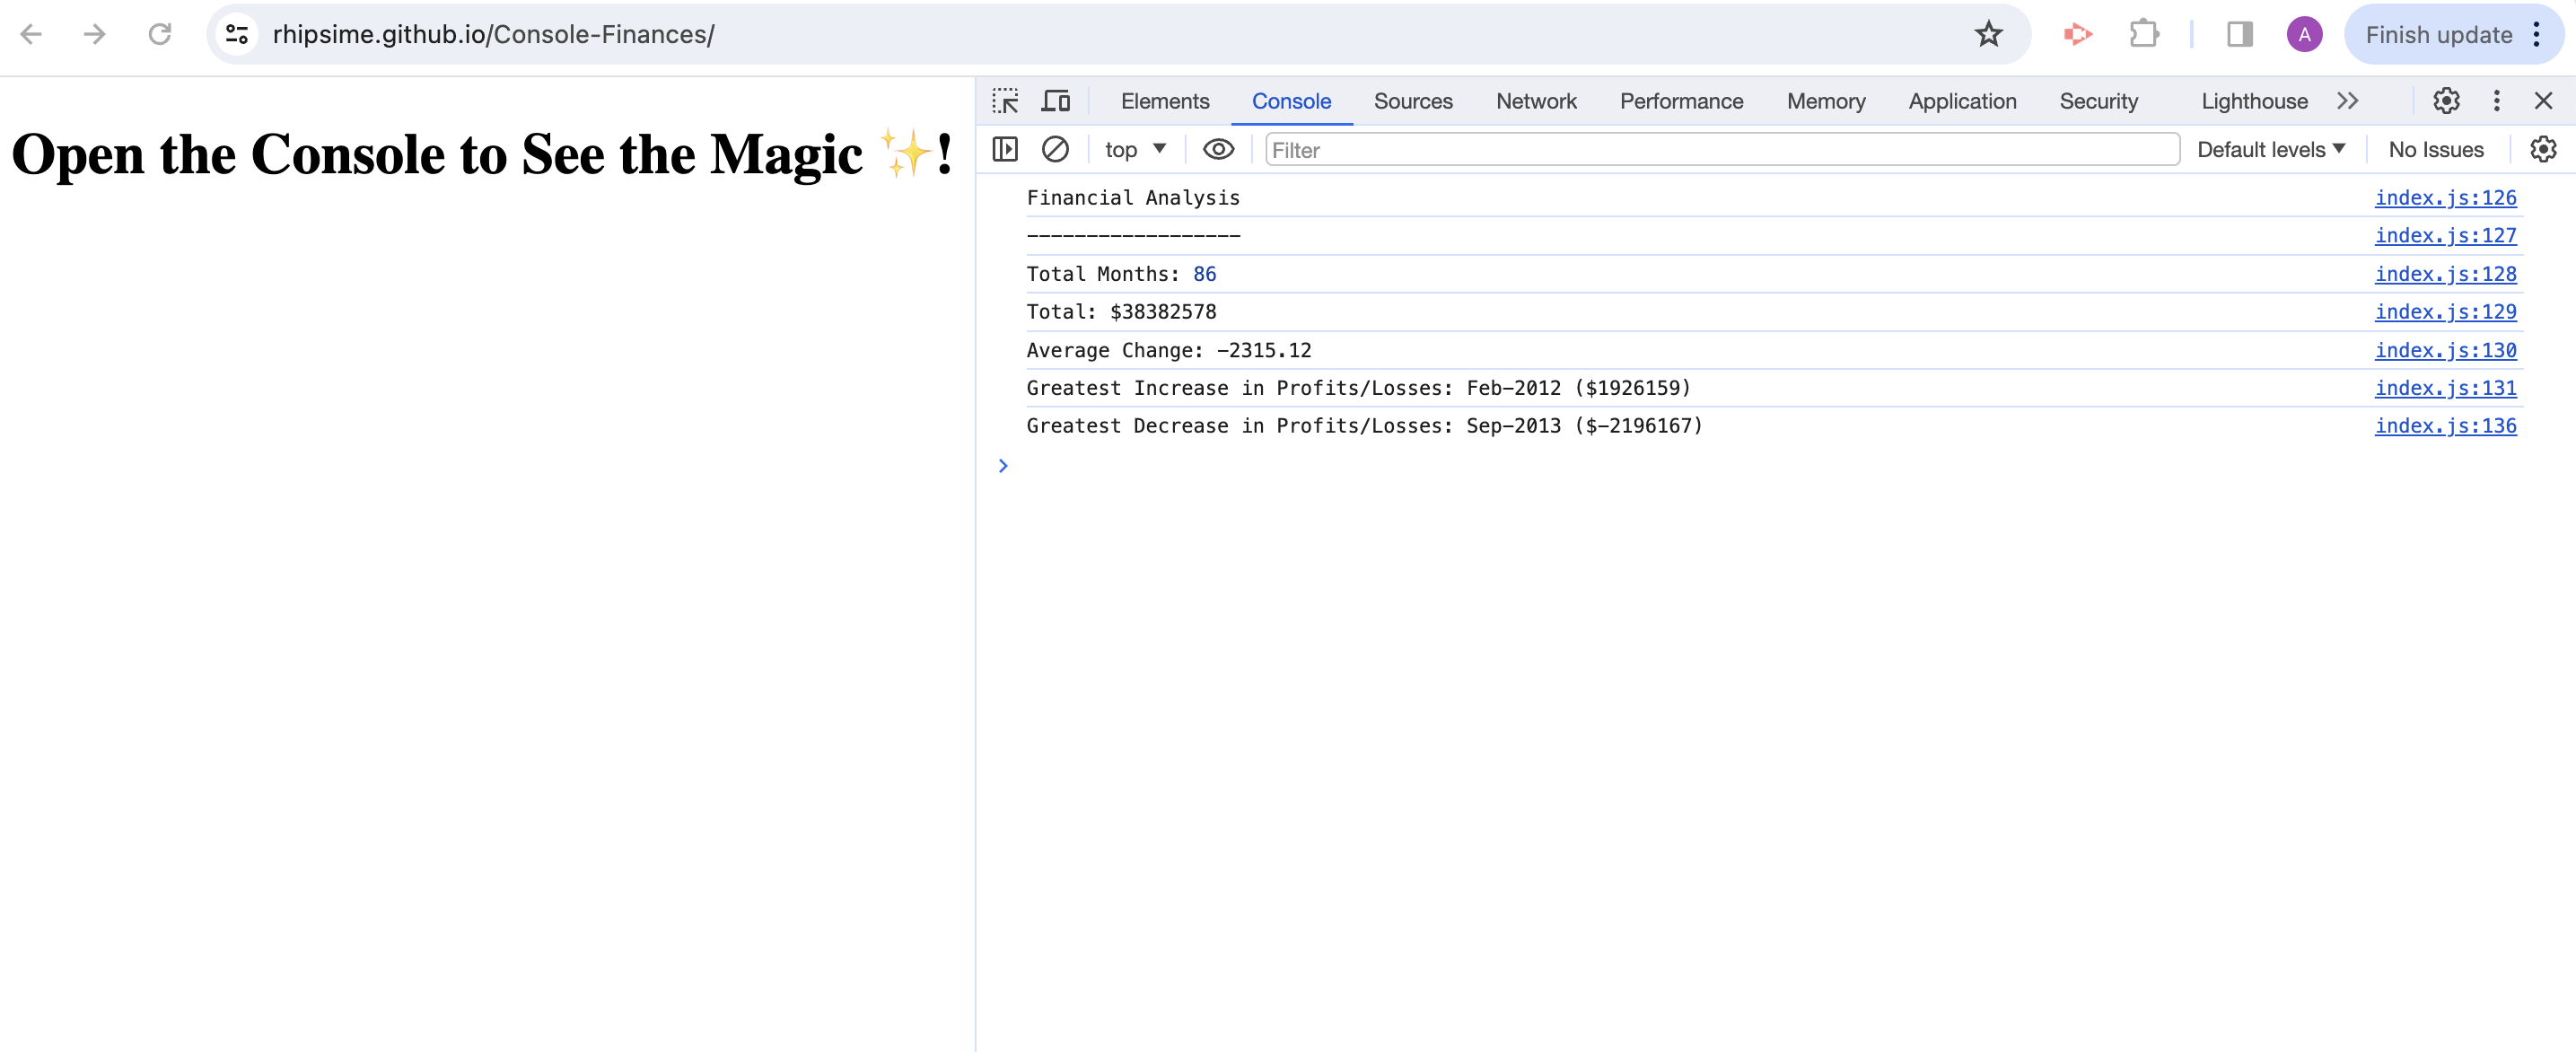 rhipsime.github.io/Console-Finances/
A
Finish update
Open the Console to See the Magic ✨!
Elements Console Sources Network Performance Memory Application Security Lighthouse
top Filter Default levels No Issues
Financial Analysis index.js:126
------------------ index.js:127
Total Months: 86 index.js:128
Total: $38382578 index.js:129
Average Change: -2315.12 index.js:130
Greatest Increase in Profits/Losses: Feb-2012 ($1926159) index.js:131
Greatest Decrease in Profits/Losses: Sep-2013 ($-2196167) index.js:136